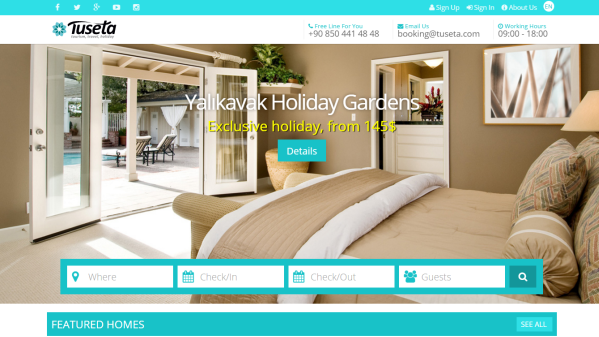 Sign Up Sign In About Us EN
Tuseta
Free Line For You
+90 850 441 48 48
Email Us
booking@tuseta.com
Working Hours
09:00 - 18:00
Yalikavak Holiday Gardens
Exclusive holiday, from 145$
Details
Where
Check/In
Check/Out
Guests
FEATURED HOMES
SEE ALL